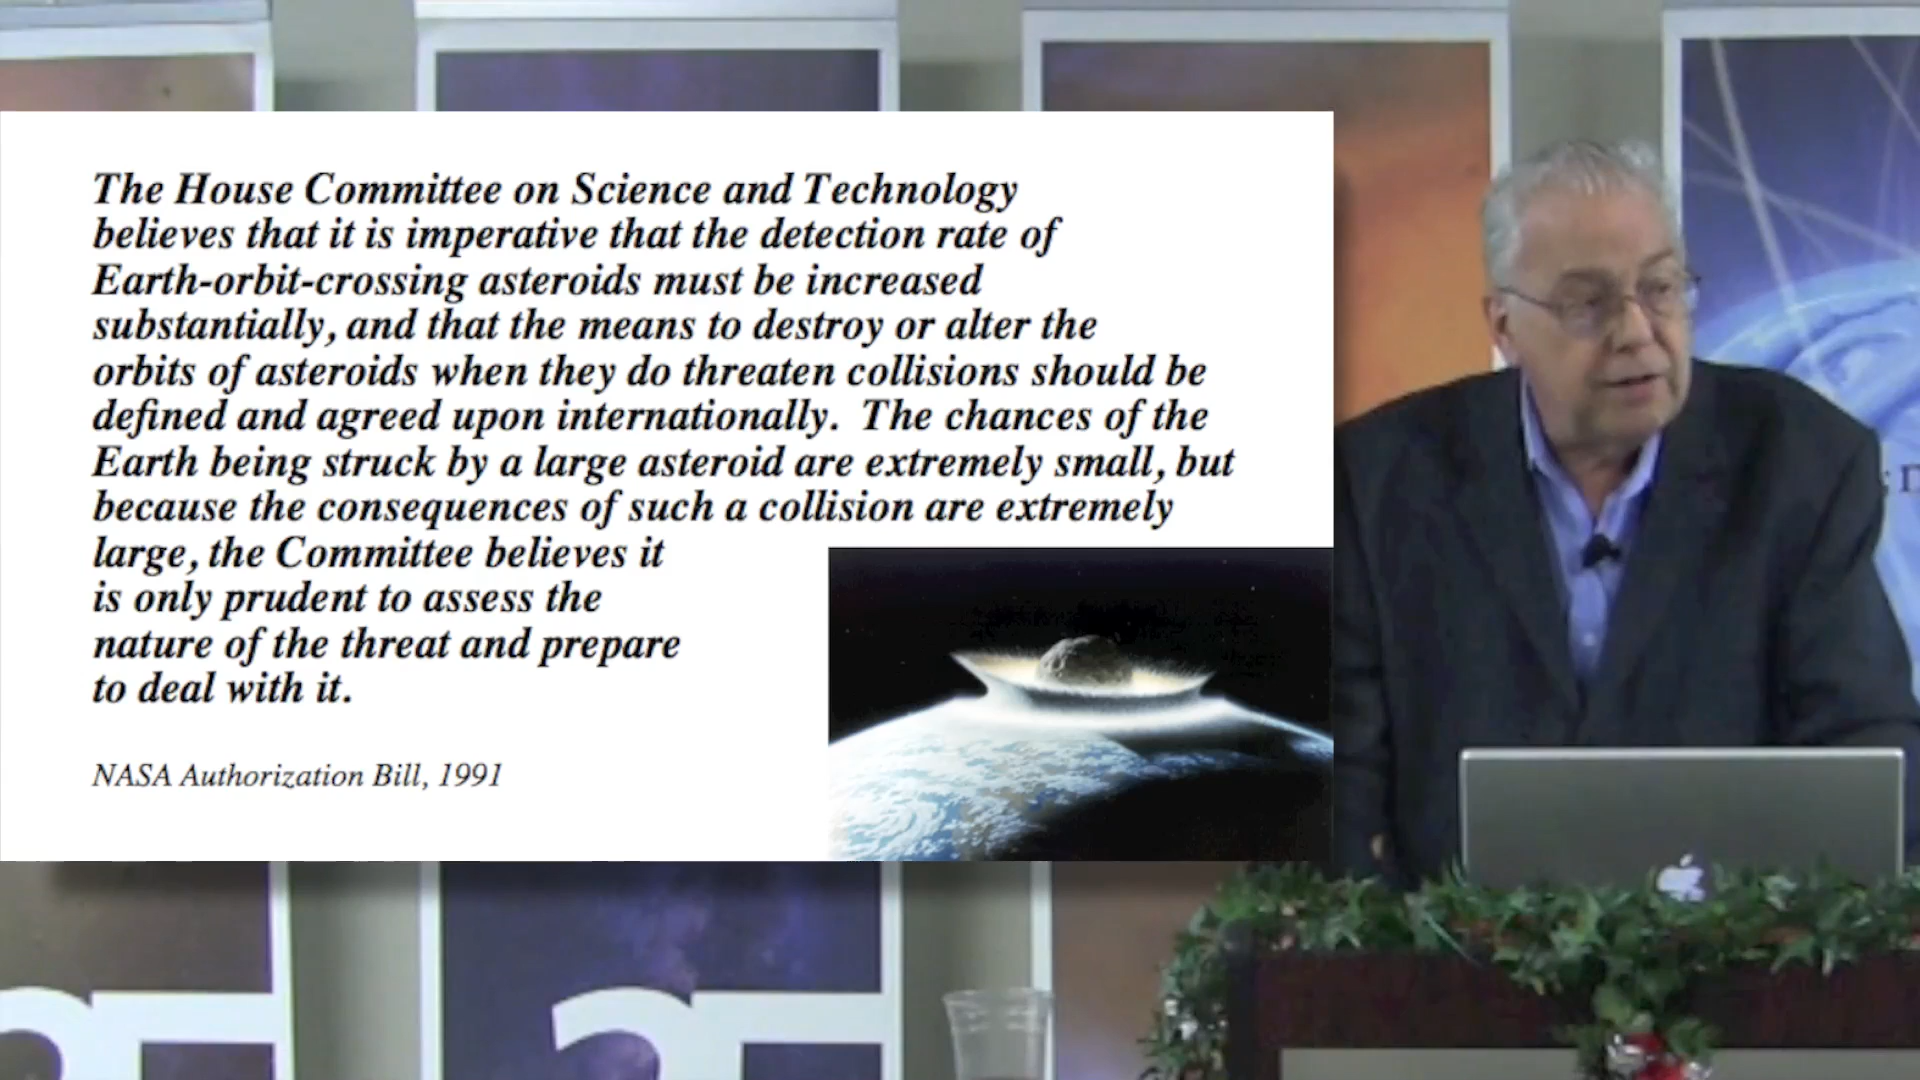 The House Committee on Science and Technology
believes that it is imperative that the detection rate of
Earth-orbit-crossing asteroids must be increased
substantially, and that the means to destroy or alter the
orbits of asteroids when they do threaten collisions should be
defined and agreed upon internationally.  The chances of the
Earth being struck by a large asteroid are extremely small, but
because the consequences of such a collision are extremely
large, the Committee believes it
is only prudent to assess the
nature of the threat and prepare
to deal with it.
NASA Authorization Bill, 1991